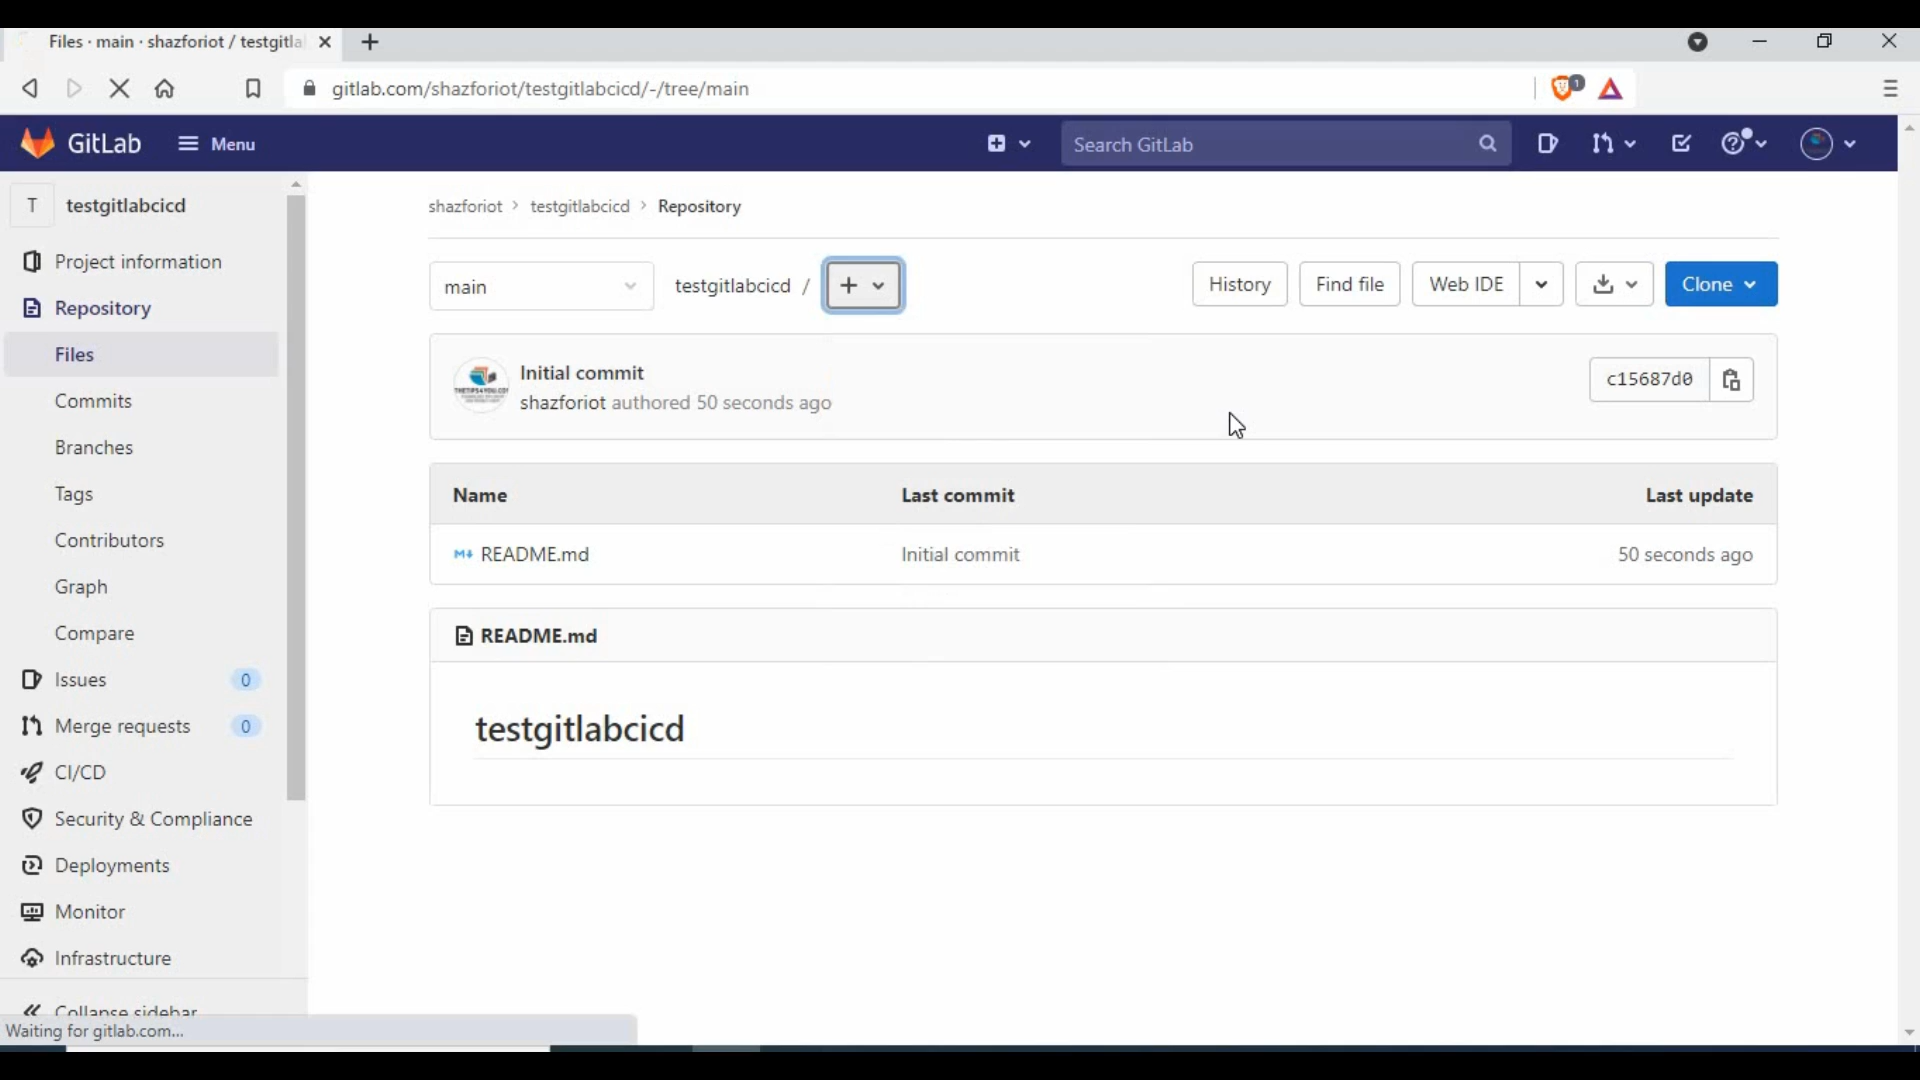 Files · main · shazforiot / testgitla
gitlab.com/shazforiot/testgitlabcicd/-/tree/main
1
GitLab
Menu
Search GitLab
T
testgitlabcicd
Project information
Repository
Files
Commits
Branches
Tags
Contributors
Graph
Compare
Issues 0
Merge requests 0
CI/CD
Security & Compliance
Deployments
Monitor
Infrastructure
Collapse sidebar
Waiting for gitlab.com...
shazforiot > testgitlabcicd > Repository
main
testgitlabcicd / +
History
Find file
Web IDE
Clone
Initial commit
shazforiot authored 50 seconds ago
c15687d0
Name Last commit Last update
README.md Initial commit 50 seconds ago
README.md
testgitlabcicd